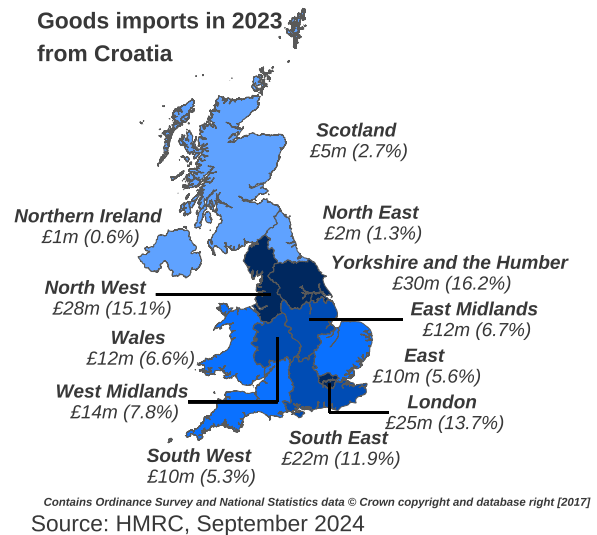 Goods imports in 2023
from Croatia
Scotland
£5m (2.7%)
Northern Ireland
£1m (0.6%)
North East
£2m (1.3%)
Yorkshire and the Humber
£30m (16.2%)
North West
£28m (15.1%)
East Midlands
£12m (6.7%)
Wales
£12m (6.6%)
East
£10m (5.6%)
West Midlands
£14m (7.8%)
London
£25m (13.7%)
South East
£22m (11.9%)
South West
£10m (5.3%)
Contains Ordinance Survey and National Statistics data © Crown copyright and database right [2017]
Source: HMRC, September 2024